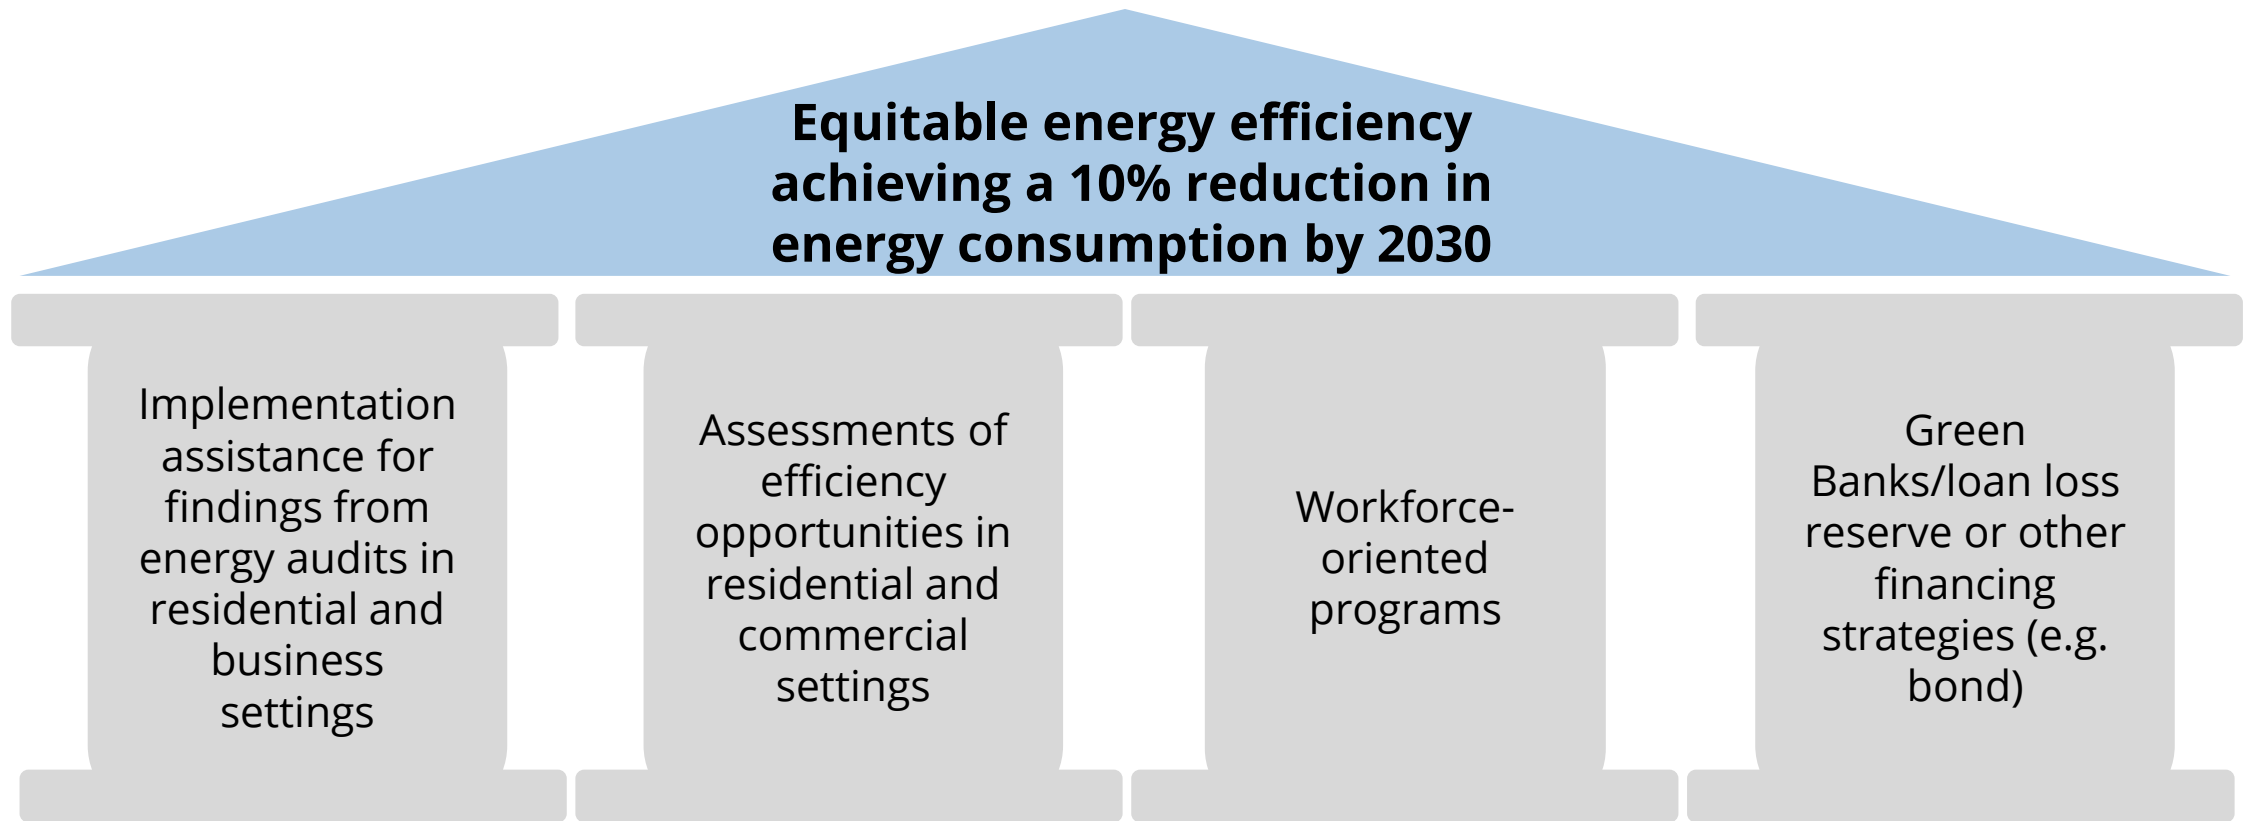 Equitable energy efficiency
achieving a 10% reduction in
energy consumption by 2030
Implementation
assistance for
findings from
energy audits in
residential and
business
settings
Assessments of
efficiency
opportunities in
residential and
commercial
settings
Workforce-
oriented
programs
Green
Banks/loan loss
reserve or other
financing
strategies (e.g.
bond)